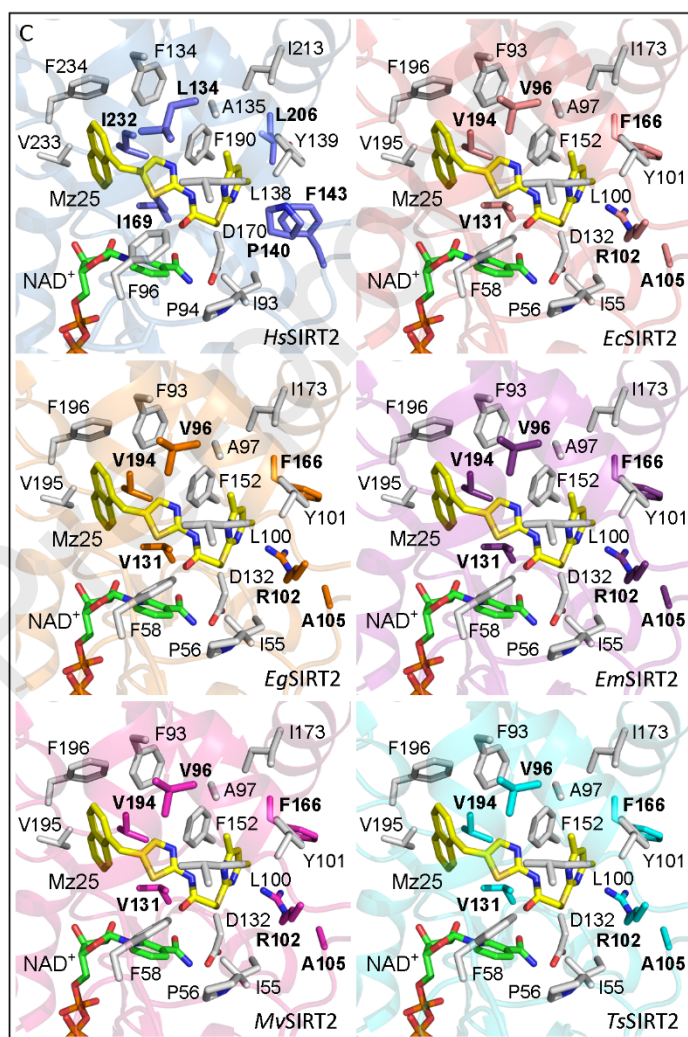 C
F134
I213
F234
L134
A135
L206
I232
F190
Y139
V233
Mz25
L138
F143
I169
D170
P140
NAD+
F96
P94
I93
HsSIRT2
F93
I173
F196
V96
A97
F166
V194
F152
V195
Y101
Mz25
L100
V131
D132
R102
NAD+
F58
A105
P56
I55
EcSIRT2
F93
I173
F196
V96
A97
F166
V194
F152
V195
Y101
Mz25
L100
V131
D132
R102
NAD+
F58
A105
P56
I55
EgSIRT2
F93
I173
F196
V96
A97
F166
V194
F152
V195
Y101
Mz25
L100
V131
D132
R102
NAD+
F58
A105
P56
I55
EmSIRT2
F93
I173
F196
V96
A97
F166
V194
F152
V195
Y101
Mz25
L100
V131
D132
R102
NAD+
F58
A105
P56
I55
MvSIRT2
F93
I173
F196
V96
A97
F166
V194
F152
V195
Y101
Mz25
L100
V131
D132
R102
NAD+
F58
A105
P56
I55
TsSIRT2